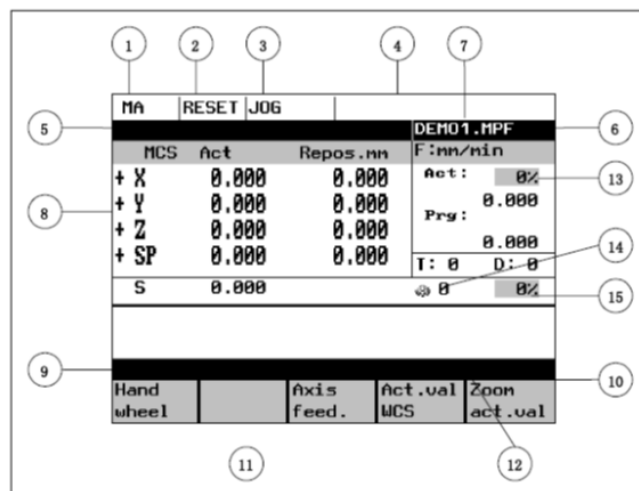 1 2 3 4 7
MA RESET JOG
5 DEMO1.MPF 6
MCS Act Repos.mm F:mm/min
+ X 0.000 0.000 Act: 0% 13
+ Y 0.000 0.000 0.000
8 Prg:
+ Z 0.000 0.000 0.000 14
+ SP 0.000 0.000 T: 0 D: 0
S 0.000 0 0% 15
9 10
Hand Axis Act.val Zoom
wheel feed. WCS act.val
11 12